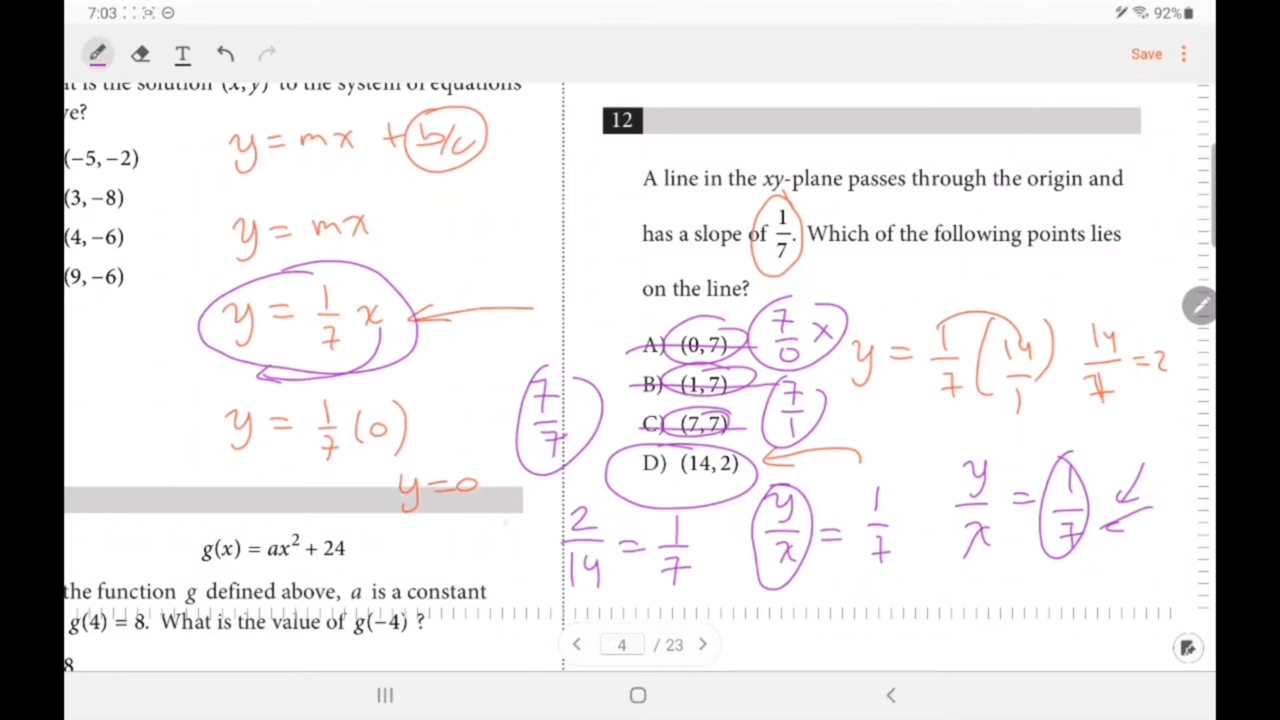 7:03
92%
T
Save
at is the solution (x, y) to the system of equations
ve?
(−5, −2)
(3, −8)
(4, −6)
(9, −6)
y = mx + b/c
y = mx
y = 1/7 x
y = 1/7 (0)
y=0
g(x) = ax² + 24
the function g defined above, a is a constant
g(4) = 8. What is the value of g(−4) ?
8
12
A line in the xy-plane passes through the origin and
has a slope of 1/7. Which of the following points lies
on the line?
A) (0, 7)
B) (1, 7)
C) (7, 7)
D) (14, 2)
7/0 x
7/1
7/7
y = 1/7 (14/1) 14/7 = 2
2/14 = 1/7
y/x = 1/7
y/x = 1/7
4 / 23